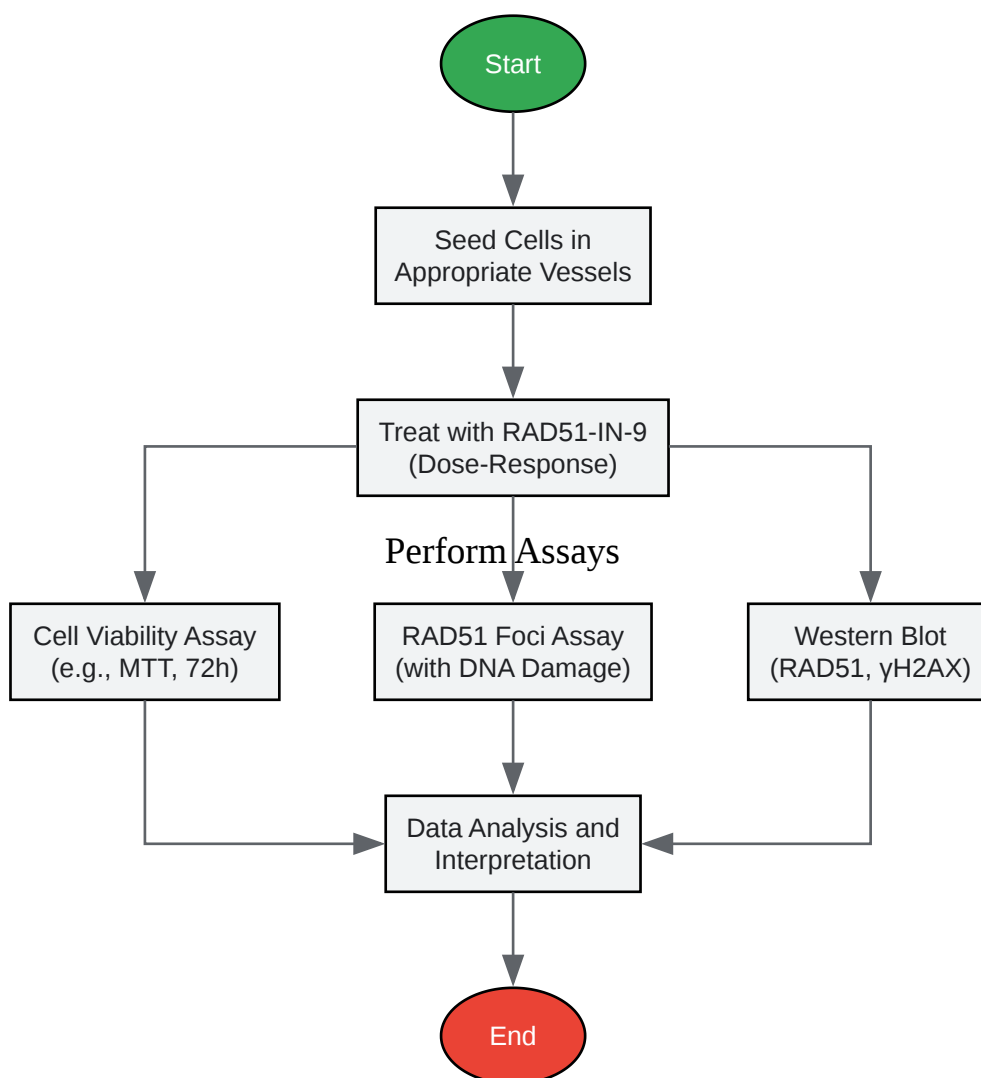 Start
Seed Cells in
Appropriate Vessels
Treat with RAD51-IN-9
(Dose-Response)
Perform Assays
Cell Viability Assay
(e.g., MTT, 72h)
RAD51 Foci Assay
(with DNA Damage)
Western Blot
(RAD51, γH2AX)
Data Analysis and
Interpretation
End